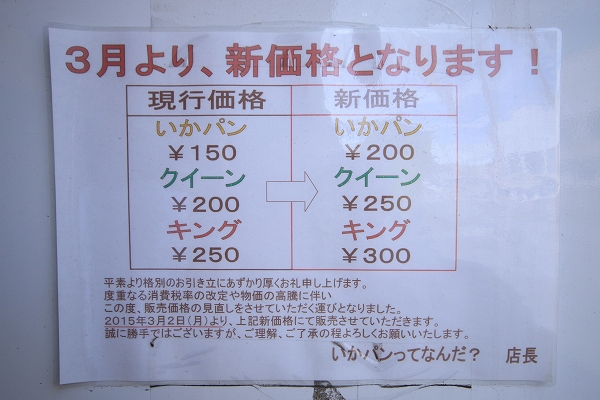 3月より、新価格となります！
現行価格 新価格
いかパン いかパン
￥150 ￥200
クイーン クイーン
￥200 ￥250
キング キング
￥250 ￥300
平素より格別のお引き立にあずかり厚くお礼申し上げます。
度重なる消費税率の改定や物価の高騰に伴い
この度、販売価格の見直しをさせていただく運びとなりました。
2015年3月2日(月)より、上記新価格にて販売させていただきます。
誠に勝手ではございますが、ご理解、ご了承の程よろしくお願いいたします。
いかパンってなんだ？ 店長